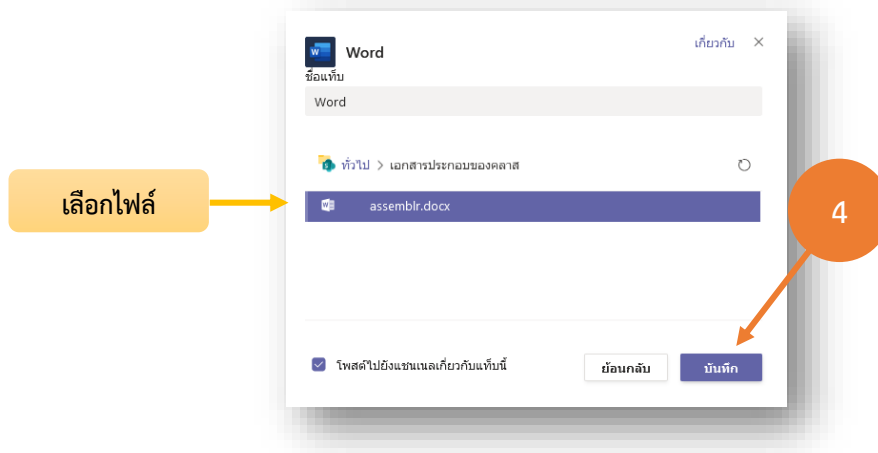 Word
เกี่ยวกับ
ชื่อแท็บ
Word
ทั่วไป > เอกสารประกอบของคลาส
เลือกไฟล์
assemblr.docx
4
โพสต์ไปยังแชนเนลเกี่ยวกับแท็บนี้
ย้อนกลับ
บันทึก